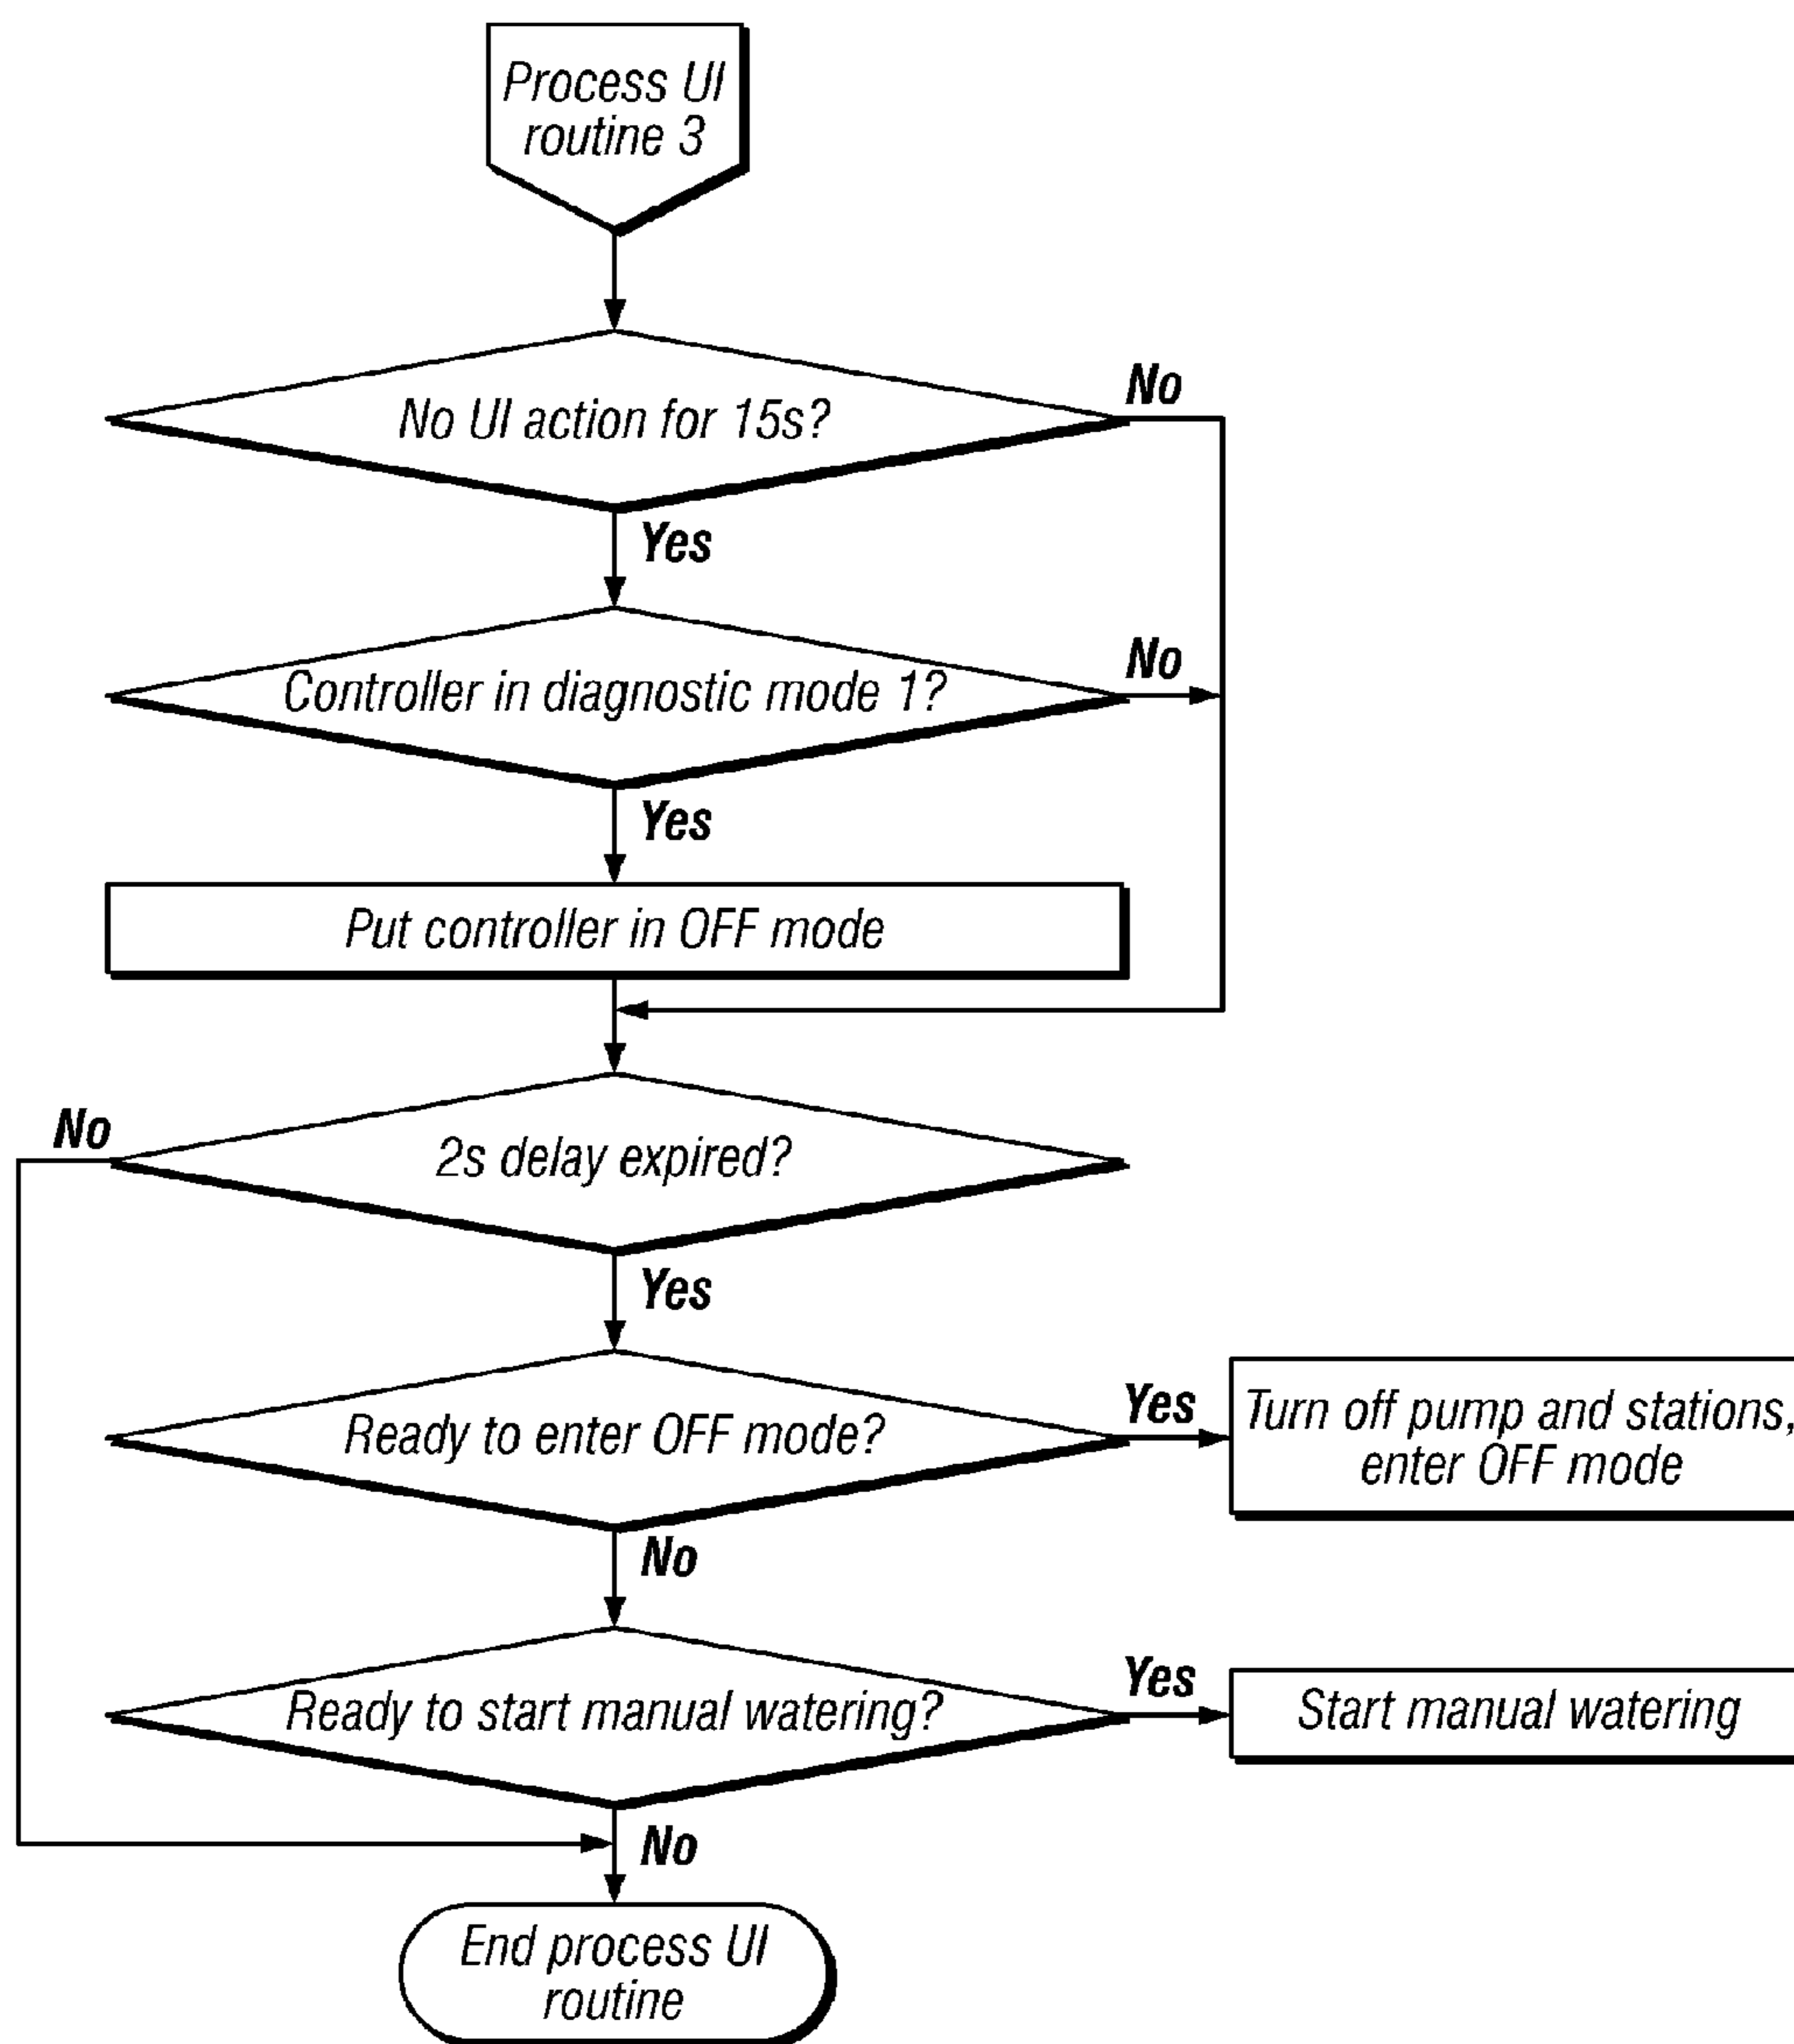 Process UI
routine 3
No UI action for 15s?
No
Yes
Controller in diagnostic mode 1?
No
Yes
Put controller in OFF mode
2s delay expired?
No
Yes
Ready to enter OFF mode?
Yes
Turn off pump and stations,
enter OFF mode
No
Ready to start manual watering?
Yes
Start manual watering
No
End process UI
routine